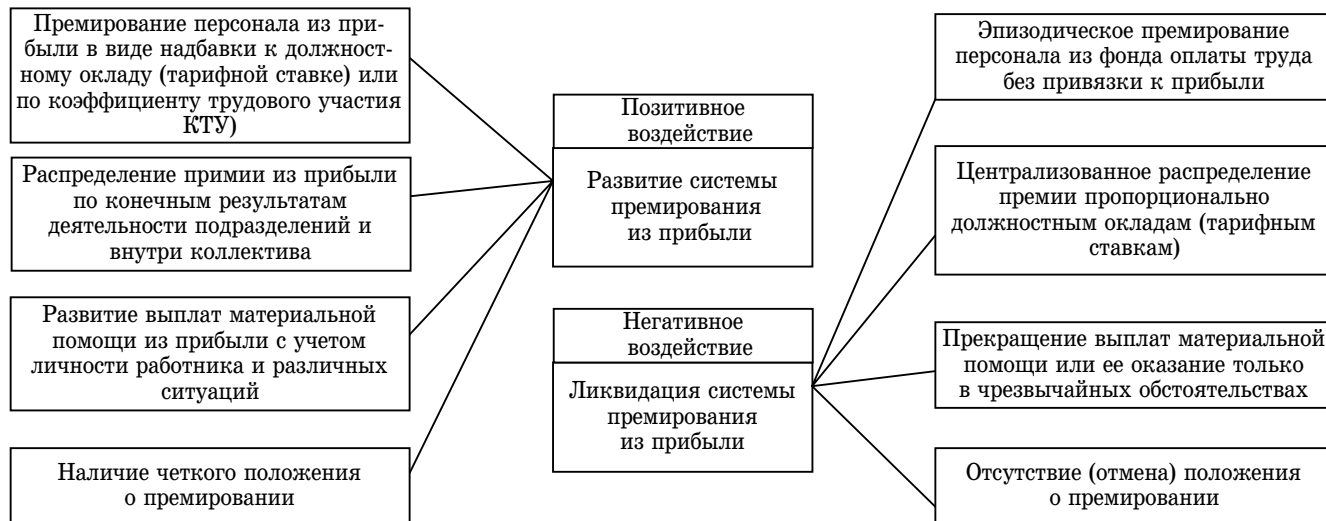 Премирование персонала из при-
были в виде надбавки к должност-
ному окладу (тарифной ставке) или
по коэффициенту трудового участия
КТУ)
Распределение примии из прибыли
по конечным результатам
деятельности подразделений и
внутри коллектива
Развитие выплат материальной
помощи из прибыли с учетом
личности работника и различных
ситуаций
Наличие четкого положения
о премировании
Позитивное
воздействие
Развитие системы
премирования
из прибыли
Негативное
воздействие
Ликвидация системы
премирования
из прибыли
Эпизодическое премирование
персонала из фонда оплаты труда
без привязки к прибыли
Централизованное распределение
премии пропорционально
должностным окладам (тарифным
ставкам)
Прекращение выплат материальной
помощи или ее оказание только
в чрезвычайных обстоятельствах
Отсутствие (отмена) положения
о премировании